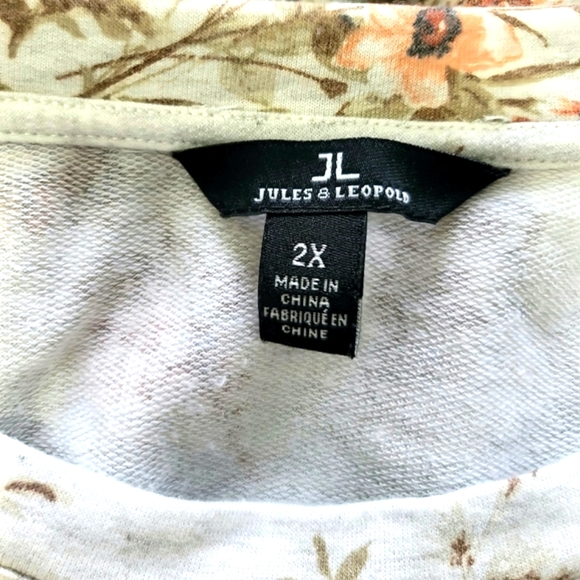 JL
JULES & LEOPOLD
2X
MADE IN
CHINA
FABRIQUÉ EN
CHINE